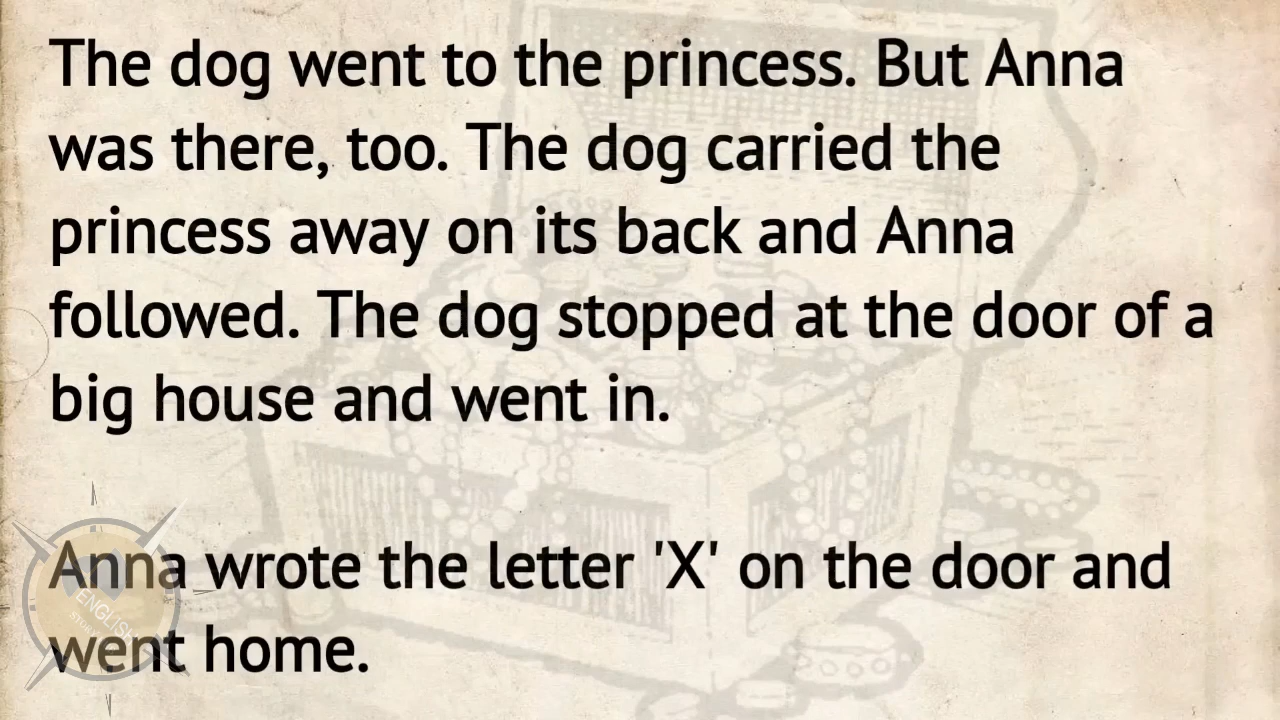 The dog went to the princess. But Anna
was there, too. The dog carried the
princess away on its back and Anna
followed. The dog stopped at the door of a
big house and went in.
Anna wrote the letter 'X' on the door and
went home.
ENGLISH